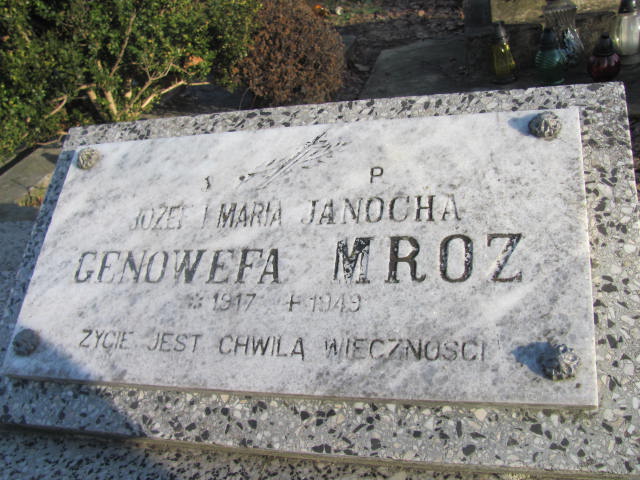 Ś P
JÓZEF I MARIA JANOCHA
GENOWEFA MRÓZ
* 1917 + 1949
ŻYCIE JEST CHWILĄ WIECZNOŚCI